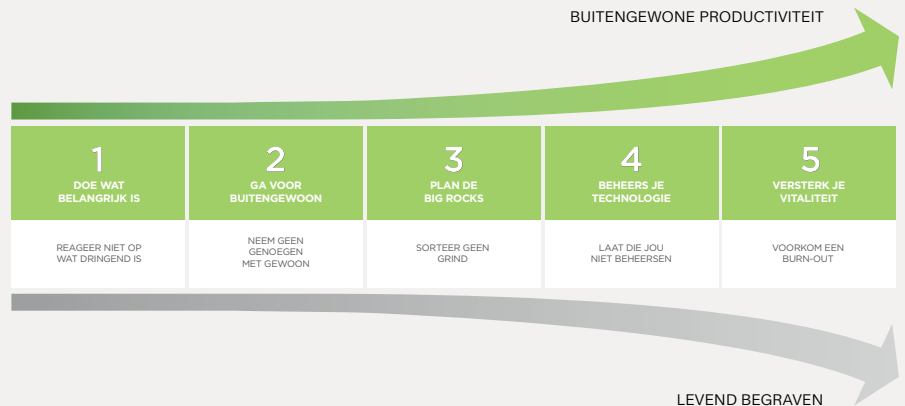 BUITENGEWONE PRODUCTIVITEIT
1
DOE WAT
BELANGRIJK IS
REAGEER NIET OP
WAT DRINGEND IS
2
GA VOOR
BUITENGEWOON
NEEM GEEN
GENOEGEN
MET GEWOON
3
PLAN DE
BIG ROCKS
SORTEER GEEN
GRIND
4
BEHEERS JE
TECHNOLOGIE
LAAT DIE JOU
NIET BEHEERSEN
5
VERSTERK JE
VITALITEIT
VOORKOM EEN
BURN-OUT
LEVEND BEGRAVEN